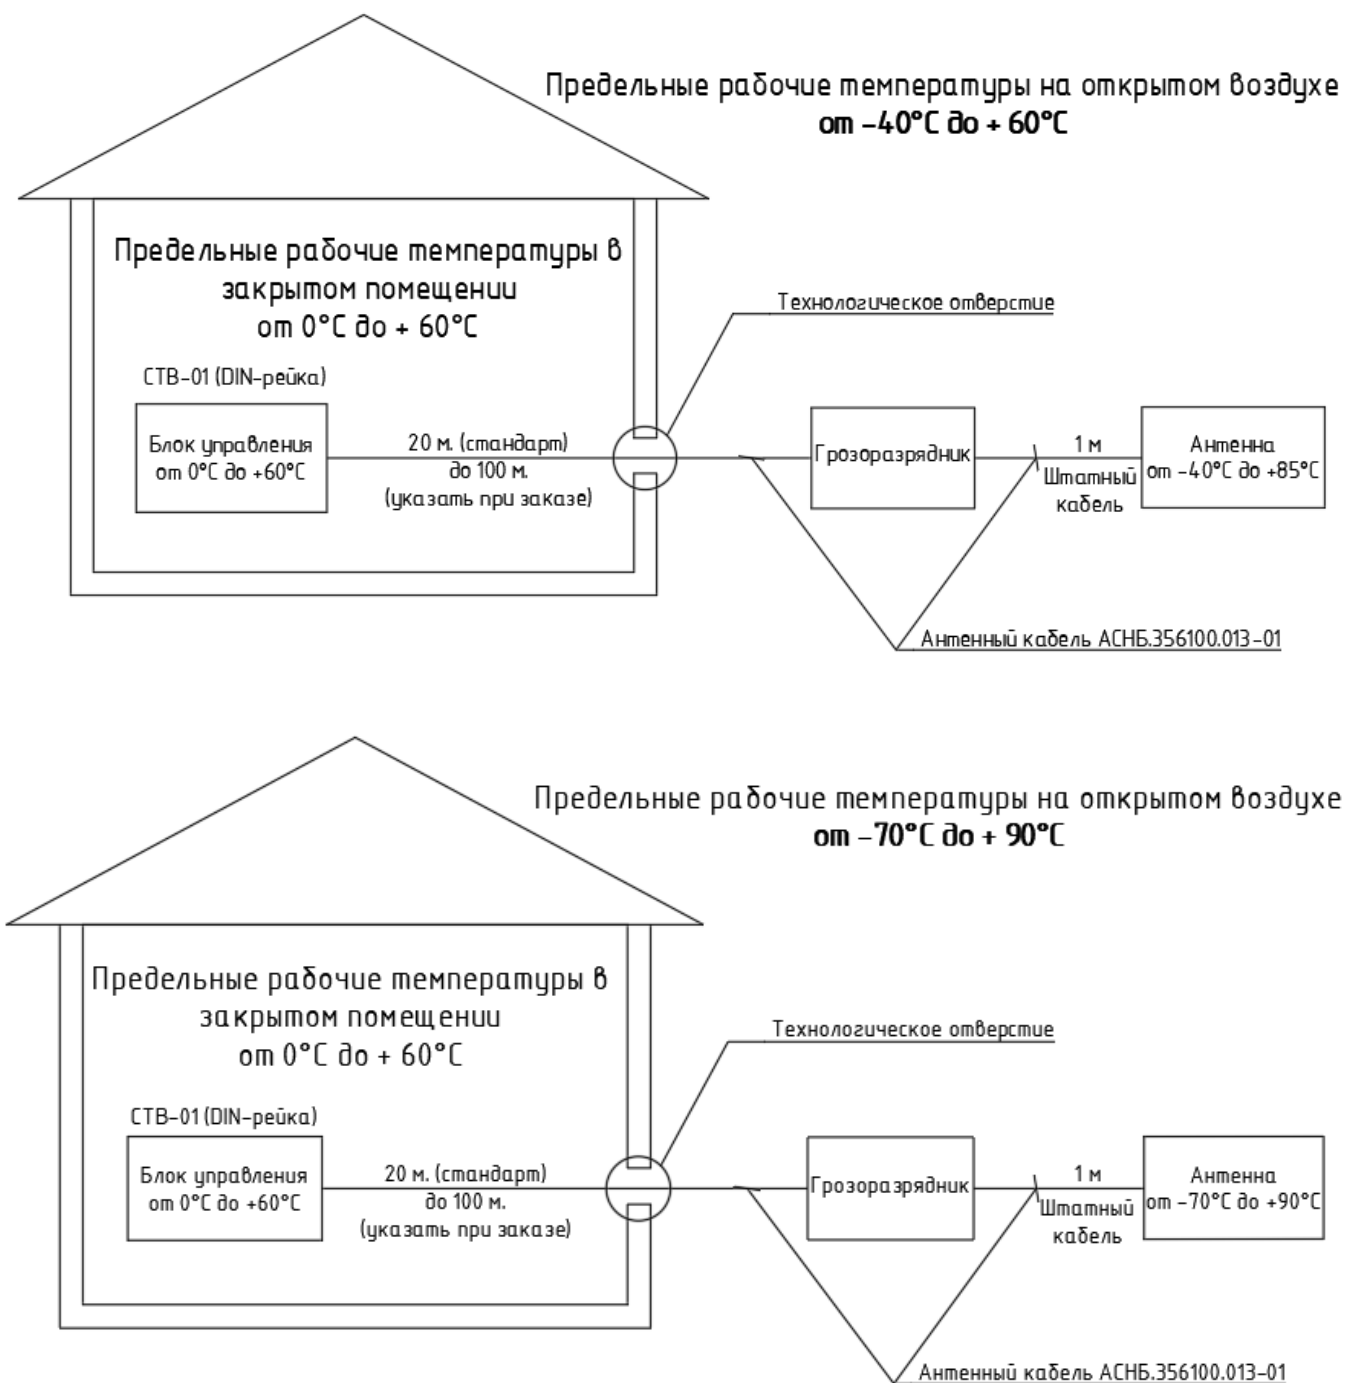 Предельные рабочие температуры на открытом воздухе
от -40°C до + 60°C
Предельные рабочие температуры в
закрытом помещении
от 0°C до + 60°C
Технологическое отверстие
СТВ-01 (DIN-рейка)
Блок управления
от 0°C до +60°C
20 м. (стандарт)
до 100 м.
(указать при заказе)
Грозоразрядник
1 м
Штатный
кабель
Антенна
от -40°C до +85°C
Антенный кабель АСНБ.356100.013-01
Предельные рабочие температуры на открытом воздухе
от -70°C до + 90°C
Предельные рабочие температуры в
закрытом помещении
от 0°C до + 60°C
Технологическое отверстие
СТВ-01 (DIN-рейка)
Блок управления
от 0°C до +60°C
20 м. (стандарт)
до 100 м.
(указать при заказе)
Грозоразрядник
1 м
Штатный
кабель
Антенна
от -70°C до +90°C
Антенный кабель АСНБ.356100.013-01